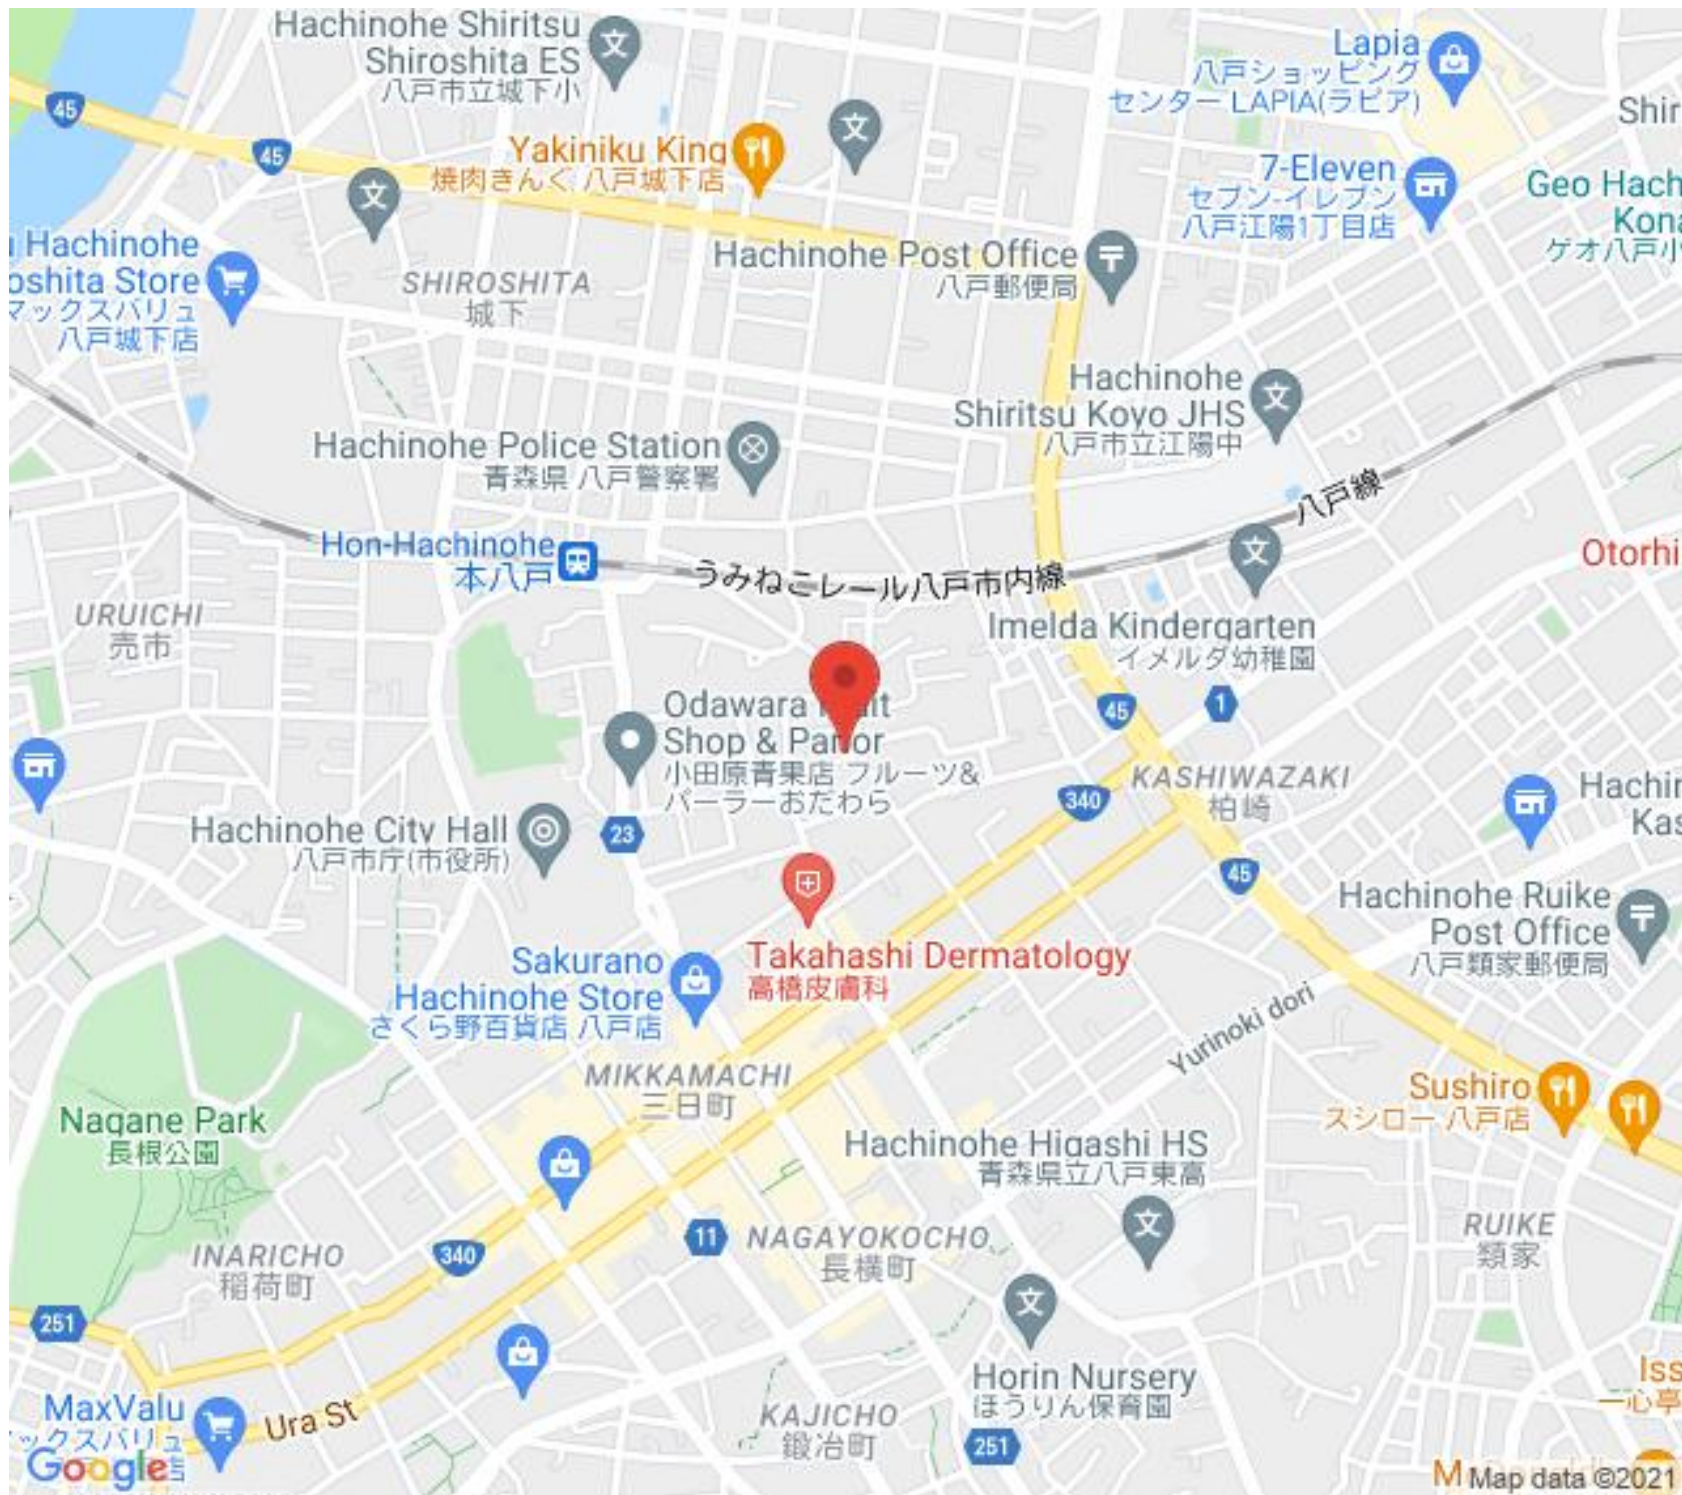 Hachinohe Shiritsu
Shiroshita ES
八戸市立城下小
文
Lapia
八戸ショッピング
センター LAPIA(ラピア)
45
45
Yakiniku King
焼肉きんぐ 八戸城下店
文
文
7-Eleven
セブン-イレブン
八戸江陽1丁目店
Shir
Geo Hach
Kona
ゲオ八戸小
Hachinohe
oshita Store
マックスバリュ
八戸城下店
SHIROSHITA
城下
Hachinohe Post Office
八戸郵便局
〒
Hachinohe
Shiritsu Koyo JHS
八戸市立江陽中
文
Hachinohe Police Station
青森県 八戸警察署
八戸線
Hon-Hachinohe
本八戸
うみねこレール八戸市内線
文
Otorhi
URUICHI
売市
Imelda Kindergarten
イメルダ幼稚園
Odawara
Shop & Parlor
小田原青果店 フルーツ&
パーラーおだわら
45
1
340
KASHIWAZAKI
柏崎
Hachinohe City Hall
八戸市庁(市役所)
23
45
Hachin
Kas
Hachinohe Ruike
Post Office
八戸類家郵便局
〒
Takahashi Dermatology
高橋皮膚科
Sakurano
Hachinohe Store
さくら野百貨店 八戸店
Yurinoki dori
MIKKAMACHI
三日町
Nagane Park
長根公園
Sushiro
スシロー 八戸店
Hachinohe Higashi HS
青森県立八戸東高
文
INARICHO
稲荷町
340
11
NAGAYOKOCHO
長横町
RUIKE
類家
251
文
Horin Nursery
ほうりん保育園
Iss
一心亭
MaxValu
ックスバリュ
Ura St
KAJICHO
鍛冶町
251
Google
M
Map data ©2021